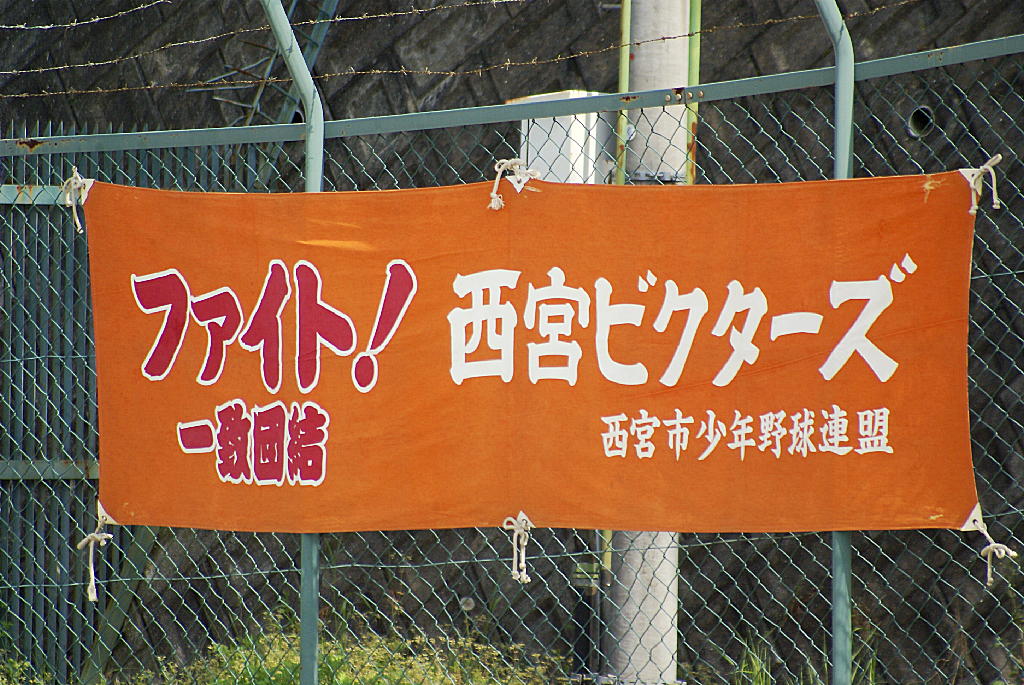 ファイト!
一致団結
西宮ビクターズ
西宮市少年野球連盟